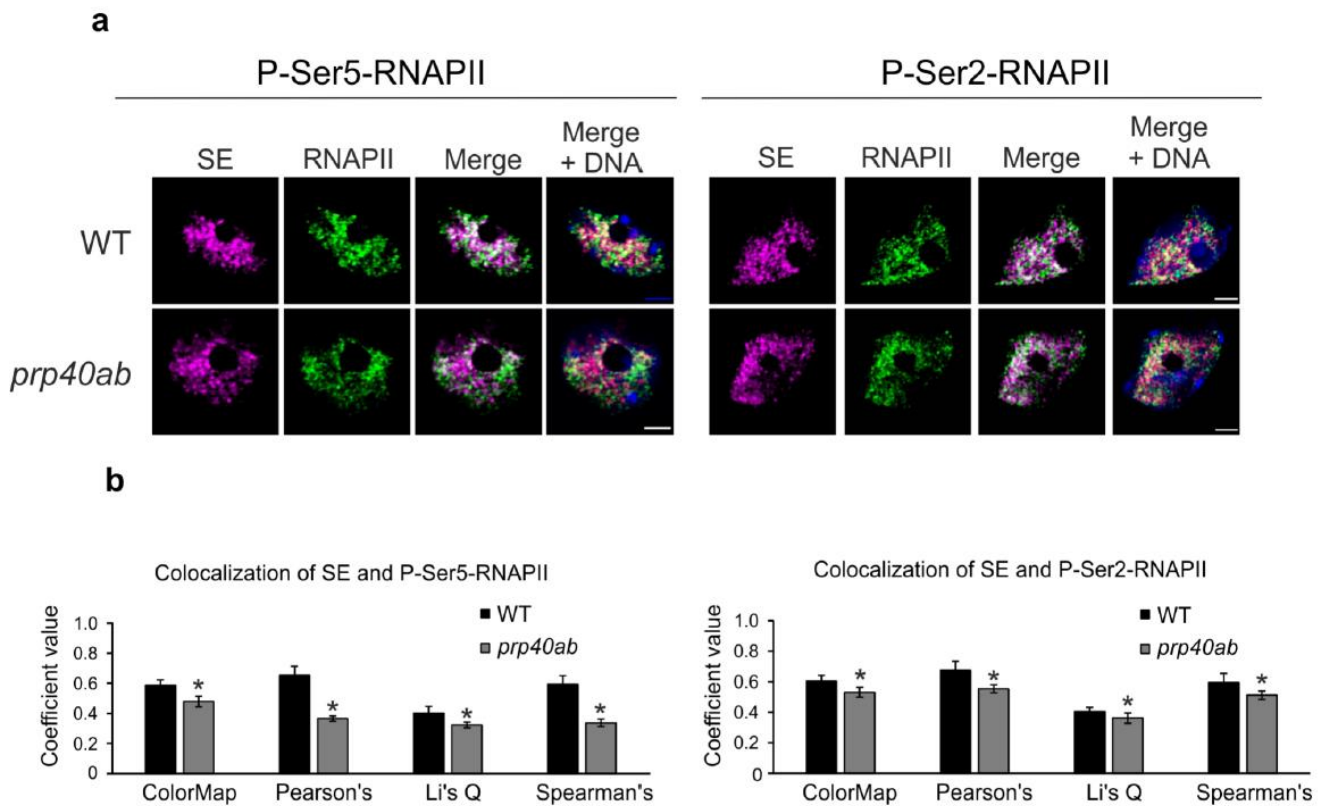 a
P-Ser5-RNAPII
P-Ser2-RNAPII
SE RNAPII Merge Merge + DNA
SE RNAPII Merge Merge + DNA
WT
prp40ab
b
Colocalization of SE and P-Ser5-RNAPII
Coefficient value
1.0
0.8
0.6
0.4
0.2
0
WT
prp40ab
* * * *
ColorMap Pearson's Li's Q Spearman's
Colocalization of SE and P-Ser2-RNAPII
Coefficient value
1.0
0.8
0.6
0.4
0.2
0
WT
prp40ab
* * * *
ColorMap Pearson's Li's Q Spearman's